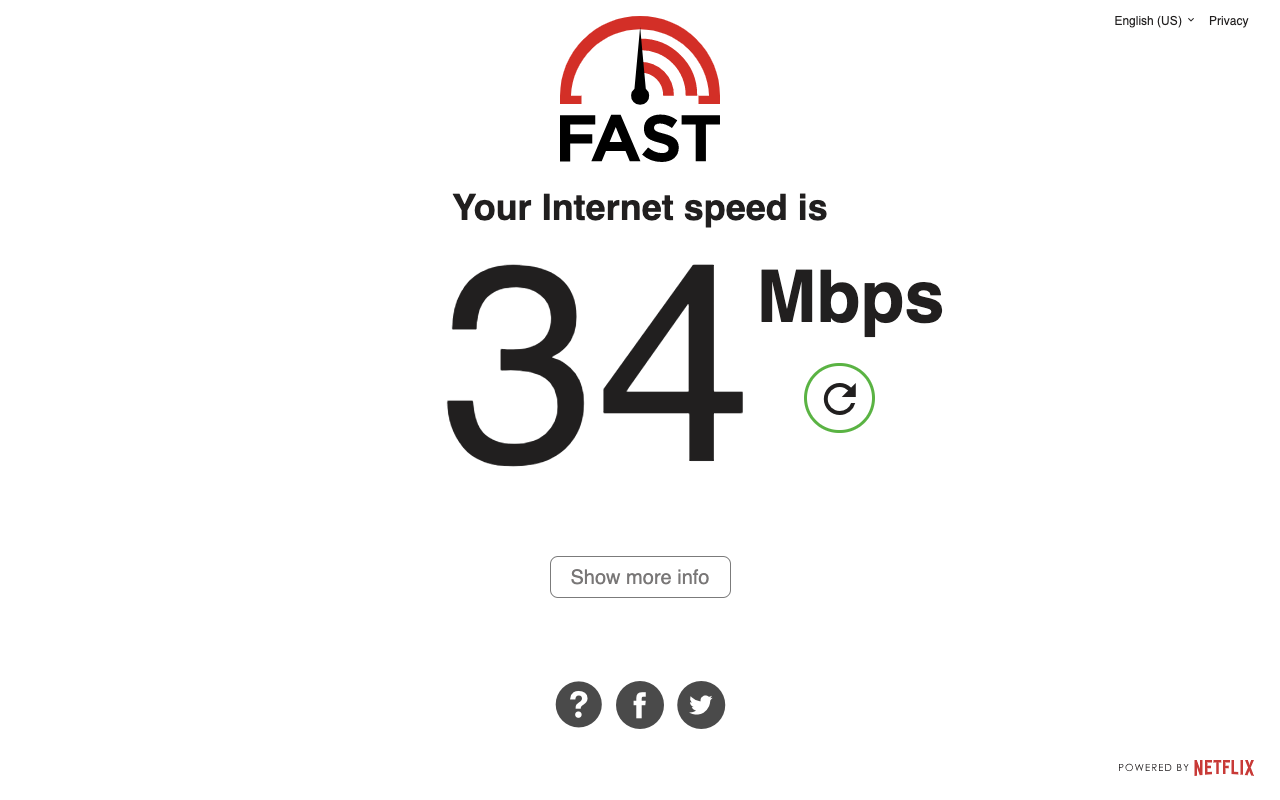 English (US) Privacy
FAST
Your Internet speed is
34 Mbps
Show more info
?
POWERED BY NETFLIX